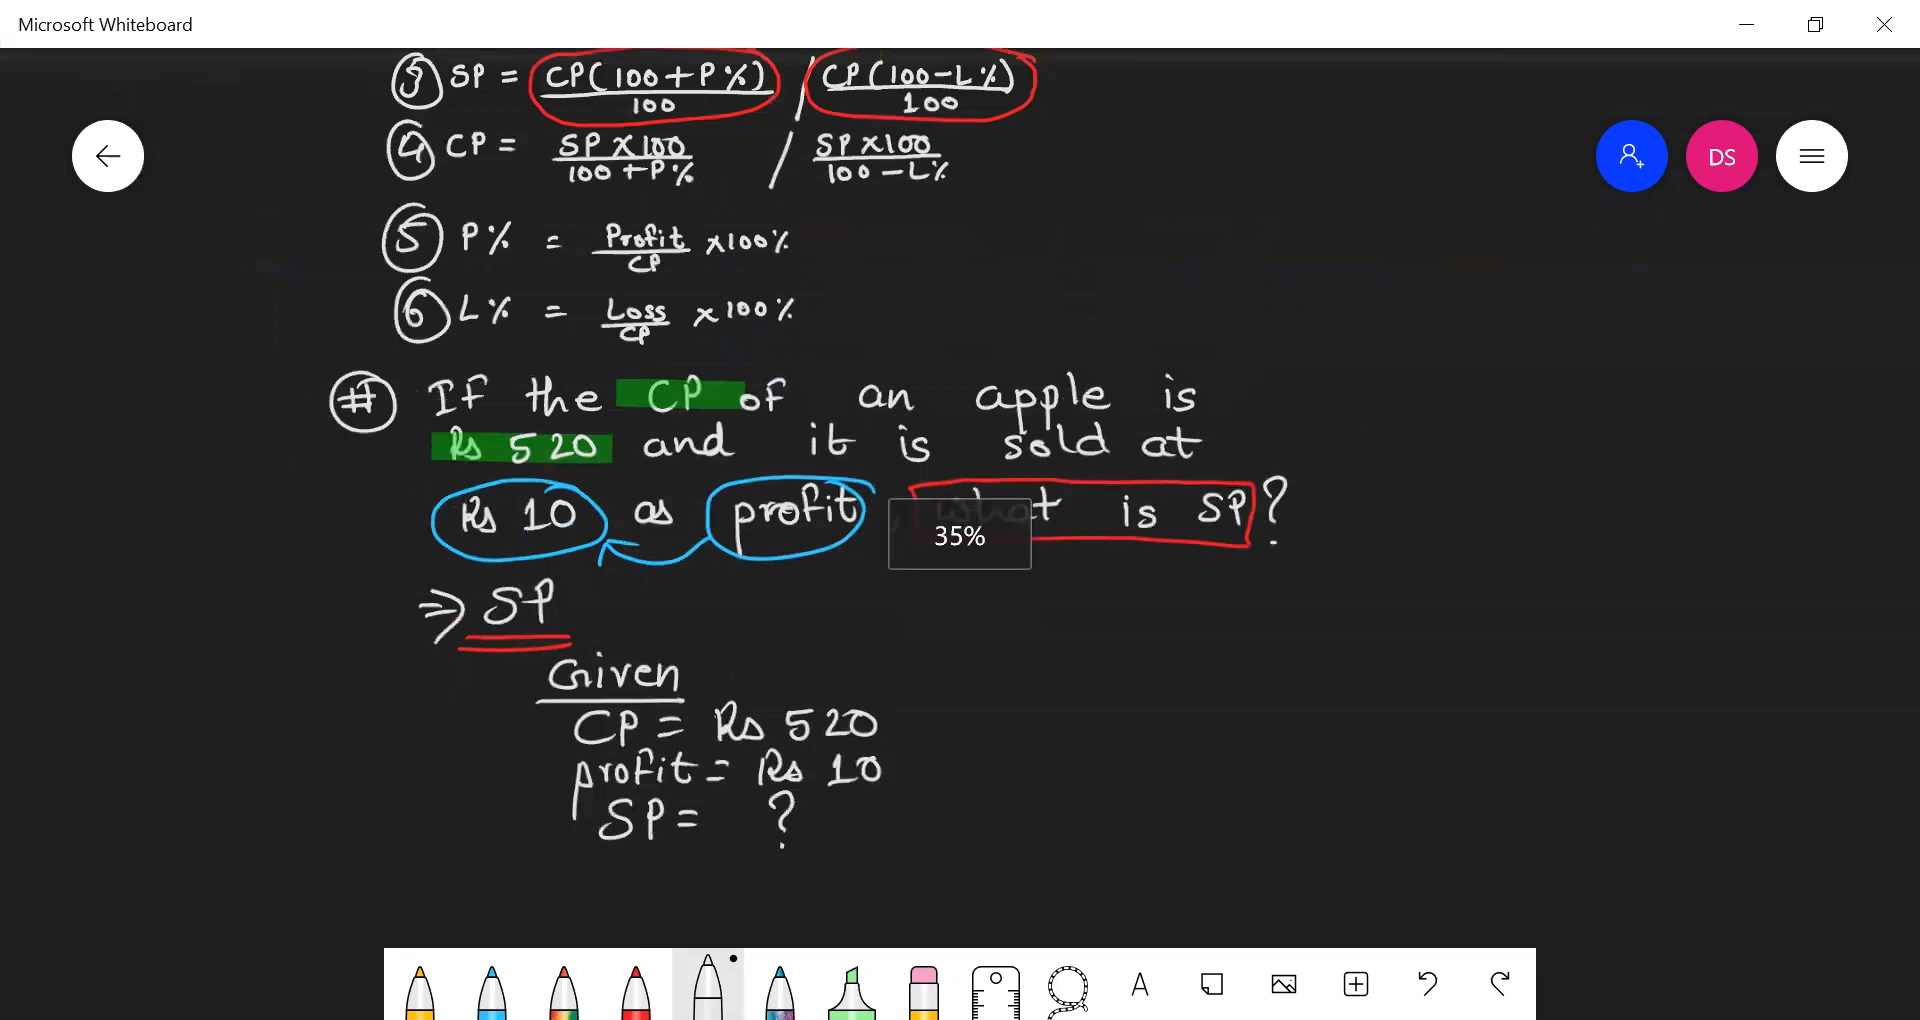 Microsoft Whiteboard
③ SP = CP(100+P%)/100 / CP(100-L%)/100
④ CP = SP×100/100+P% / SP×100/100-L%
⑤ P% = Profit/CP ×100%
⑥ L% = Loss/CP ×100%
# If the CP of an apple is
Rs 520 and it is sold at
Rs 10 as profit, what is SP?
35%
⇒ SP
Given
CP = Rs 520
profit = Rs 10
SP = ?
DS
A